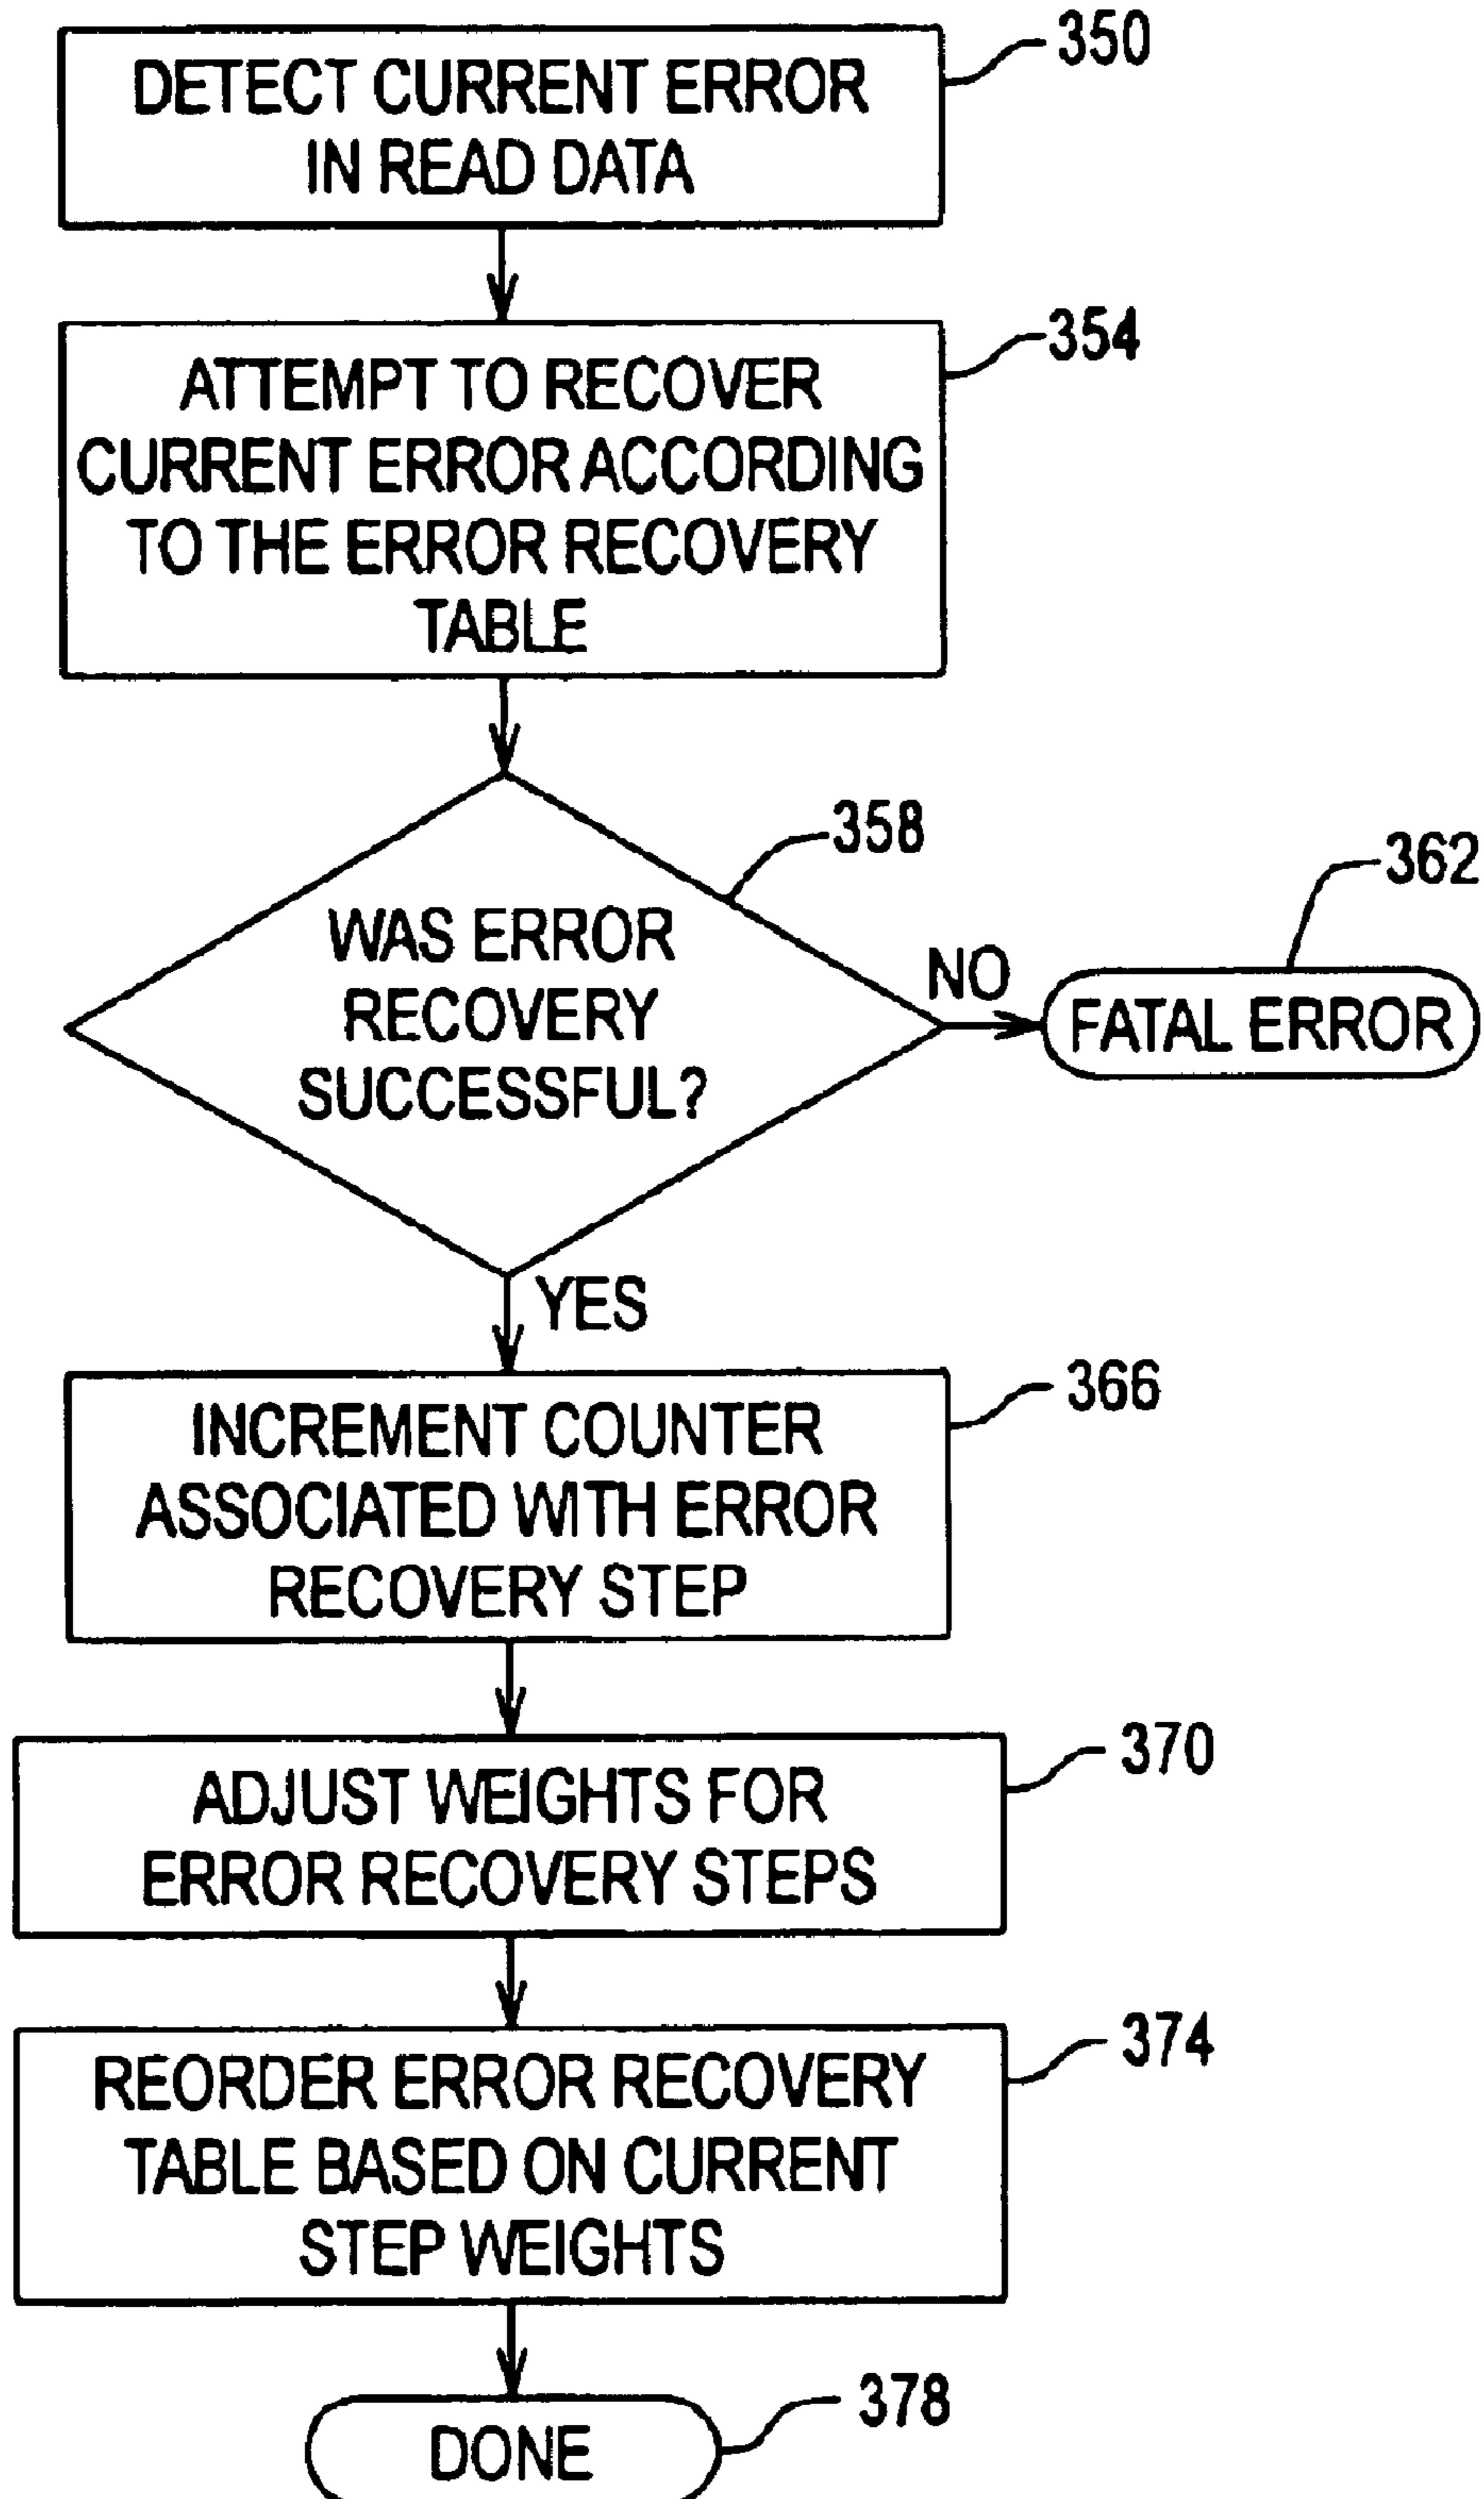 350
DETECT CURRENT ERROR
IN READ DATA
354
ATTEMPT TO RECOVER
CURRENT ERROR ACCORDING
TO THE ERROR RECOVERY
TABLE
358
WAS ERROR
RECOVERY
SUCCESSFUL?
NO
362
FATAL ERROR
YES
366
INCREMENT COUNTER
ASSOCIATED WITH ERROR
RECOVERY STEP
370
ADJUST WEIGHTS FOR
ERROR RECOVERY STEPS
374
REORDER ERROR RECOVERY
TABLE BASED ON CURRENT
STEP WEIGHTS
378
DONE